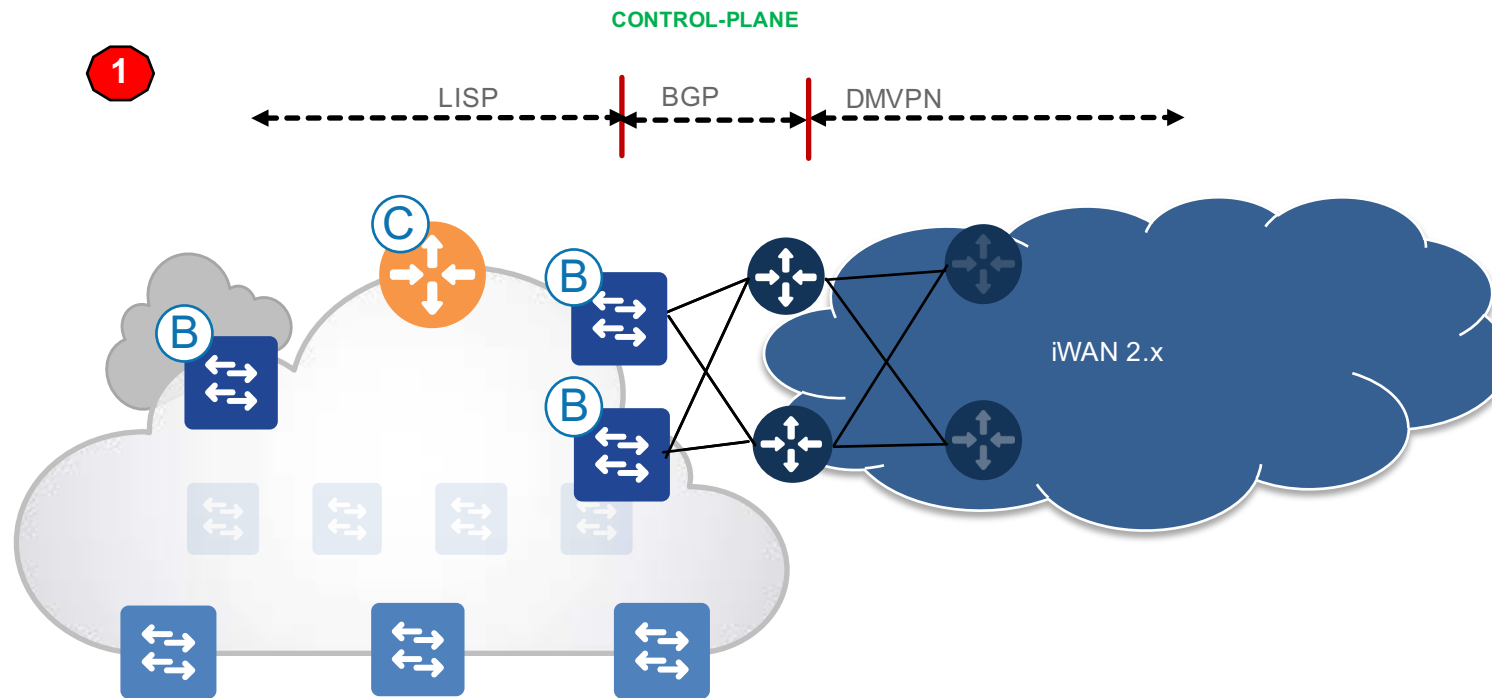 CONTROL-PLANE
1
LISP
BGP
DMVPN
C
B
B
B
iWAN 2.x